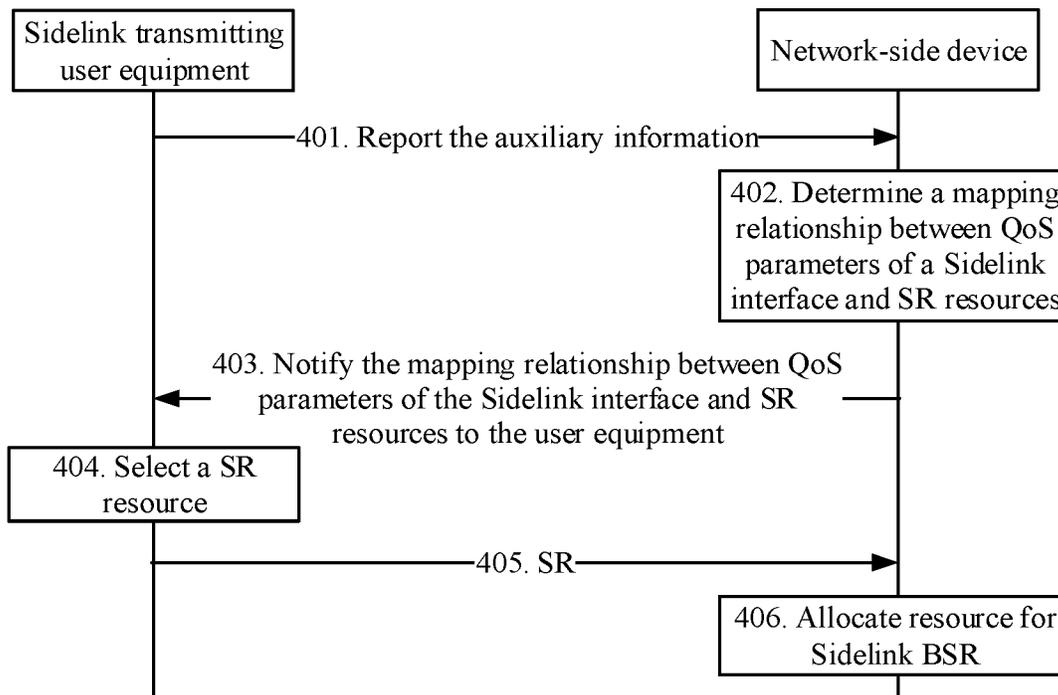 Sidelink transmitting
user equipment
Network-side device
401. Report the auxiliary information
402. Determine a mapping
relationship between QoS
parameters of a Sidelink
interface and SR resources
403. Notify the mapping relationship between QoS
parameters of the Sidelink interface and SR
resources to the user equipment
404. Select a SR
resource
405. SR
406. Allocate resource for
Sidelink BSR